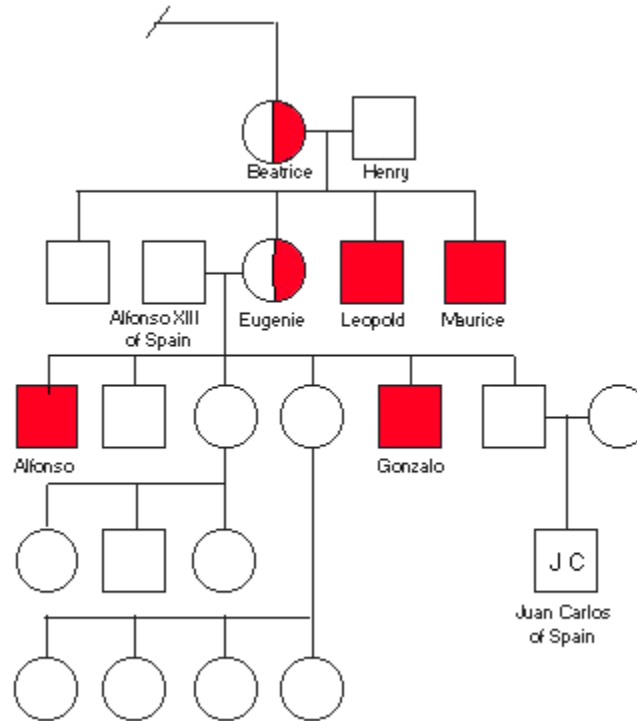 Beatrice
Henry
Alfonso XIII
of Spain
Eugenie
Leopold
Maurice
Alfonso
Gonzalo
J C
Juan Carlos
of Spain